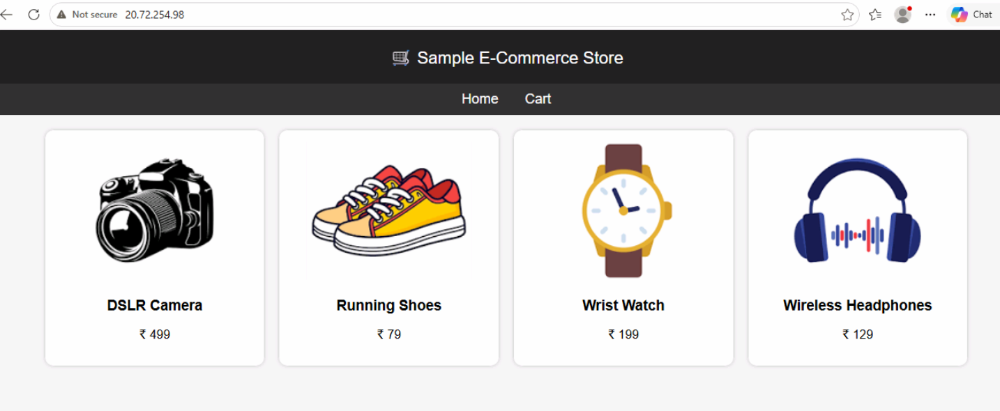 Not secure 20.72.254.98 Chat
Sample E-Commerce Store
Home Cart
DSLR Camera Running Shoes Wrist Watch Wireless Headphones
₹ 499 ₹ 79 ₹ 199 ₹ 129